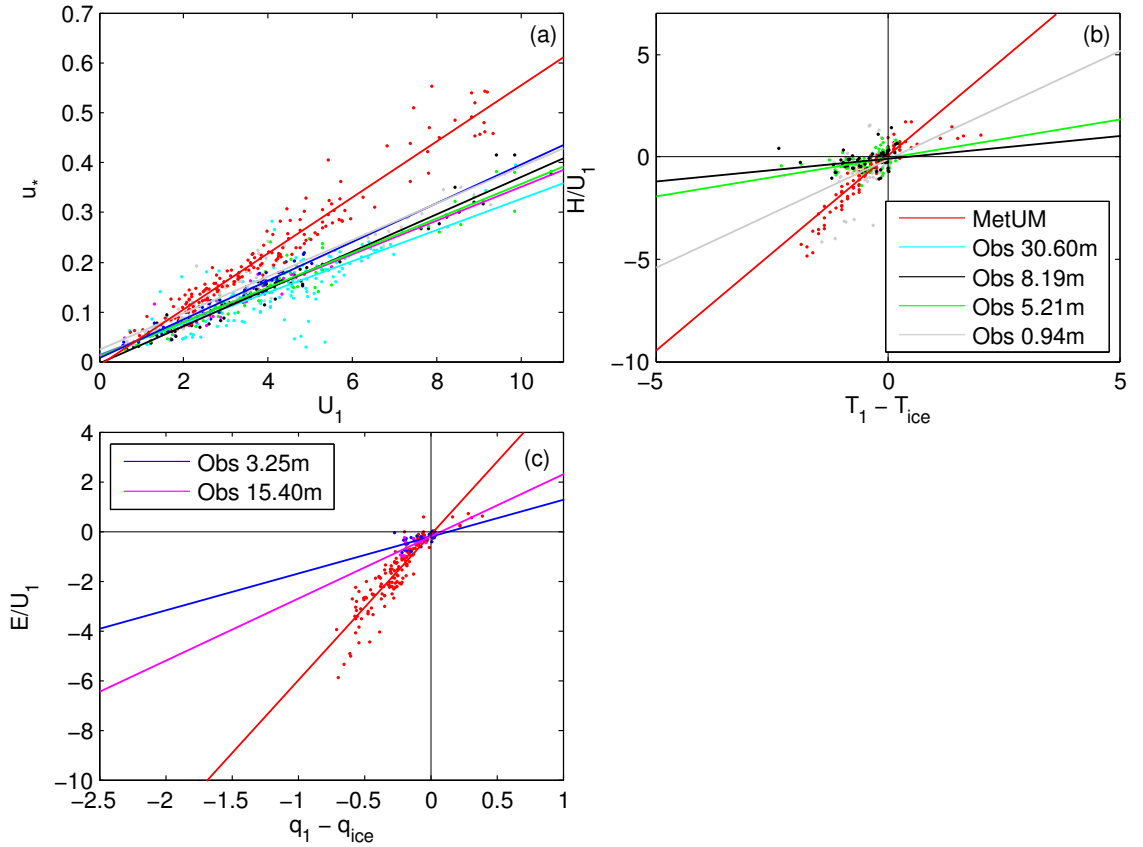 (a)
0.7
0.6
0.5
0.4
0.3
0.2
0.1
0
u*
0 2 4 6 8 10
U1
(b)
5
0
−5
−10
H/U1
−5 0 5
T1 − Tice
MetUM
Obs 30.60m
Obs 8.19m
Obs 5.21m
Obs 0.94m
(c)
4
2
0
−2
−4
−6
−8
−10
E/U1
−2.5 −2 −1.5 −1 −0.5 0 0.5 1
q1 − qice
Obs 3.25m
Obs 15.40m